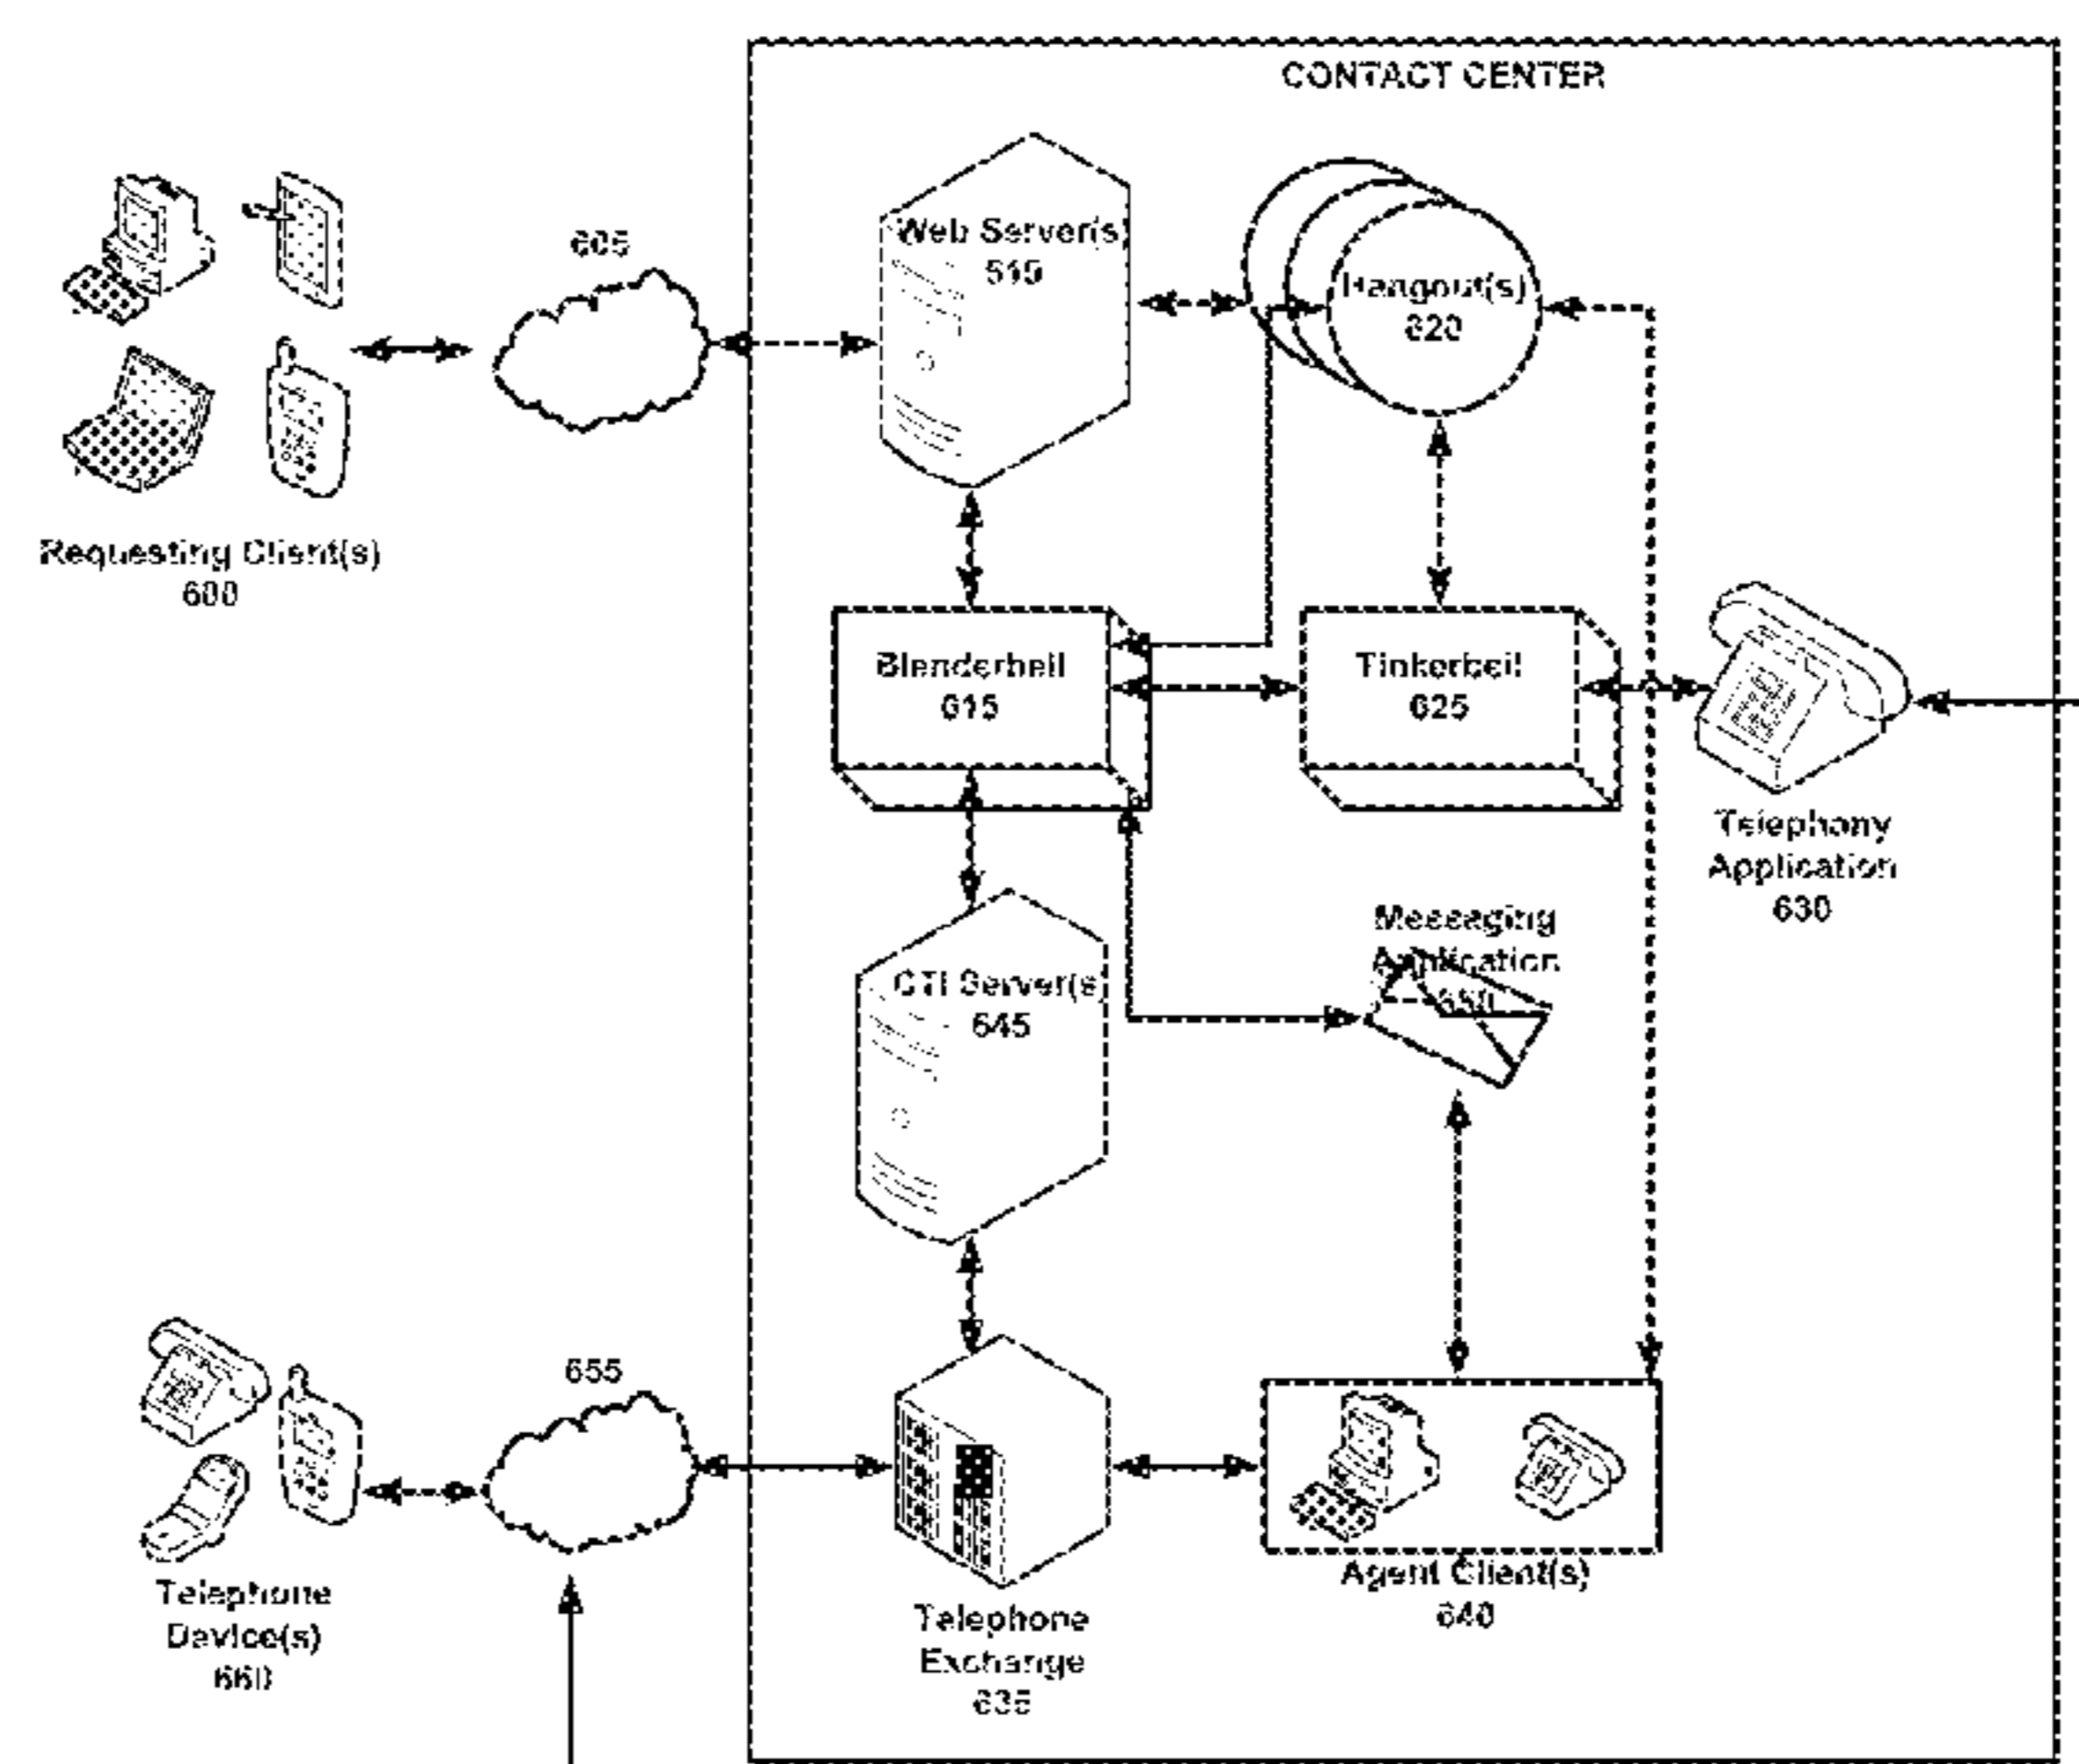 CONTACT CENTER
Web Server(s)
Hangout(s)
620
605
Requesting Client(s)
600
Blenderbell
615
Tinkerbell
625
Telephony
Application
630
Messaging
Application
650
CTI Server(s)
645
655
Telephone
Device(s)
660
Telephone
Exchange
635
Agent Client(s)
640